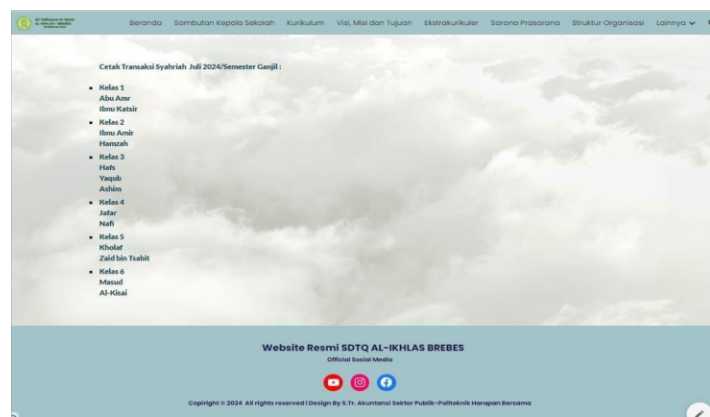 Beranda Sambutan Kepala Sekolah Kurikulum Visi, Misi dan Tujuan Ekstrakurikuler Sarana Prasarana Struktur Organisasi Lainnya
Cetak Transaksi Syahriah Juli 2024/Semester Ganjil :
Kelas 1
Abu Amr
Ibnu Katsir
Kelas 2
Ibnu Amir
Hamzah
Kelas 3
Hafs
Yaqub
Ashim
Kelas 4
Jafar
Nafi
Kelas 5
Kholaf
Zaid bin Tsabit
Kelas 6
Masud
Al-Kisai
Website Resmi SDTQ AL-IKHLAS BREBES
Official Sosial Media
Copiright © 2024 All rights reserved I Design By S.Tr. Akuntansi Sektor Publik-Politeknik Harapan Bersama